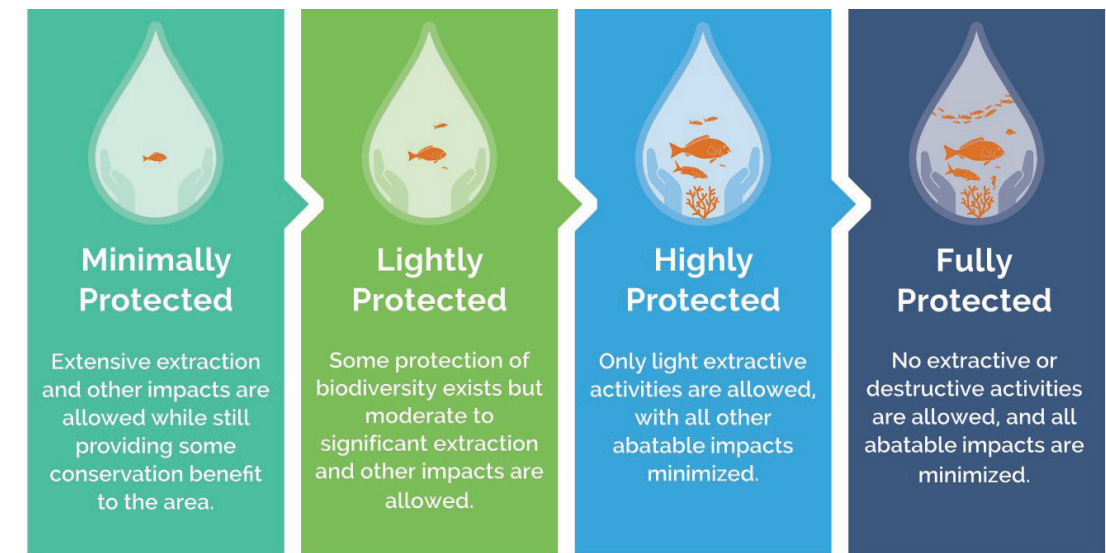 Minimally
Protected
Extensive extraction
and other impacts are
allowed while still
providing some
conservation benefit
to the area.
Lightly
Protected
Some protection of
biodiversity exists but
moderate to
significant extraction
and other impacts are
allowed.
Highly
Protected
Only light extractive
activities are allowed,
with all other
abatable impacts
minimized.
Fully
Protected
No extractive or
destructive activities
are allowed, and all
abatable impacts are
minimized.